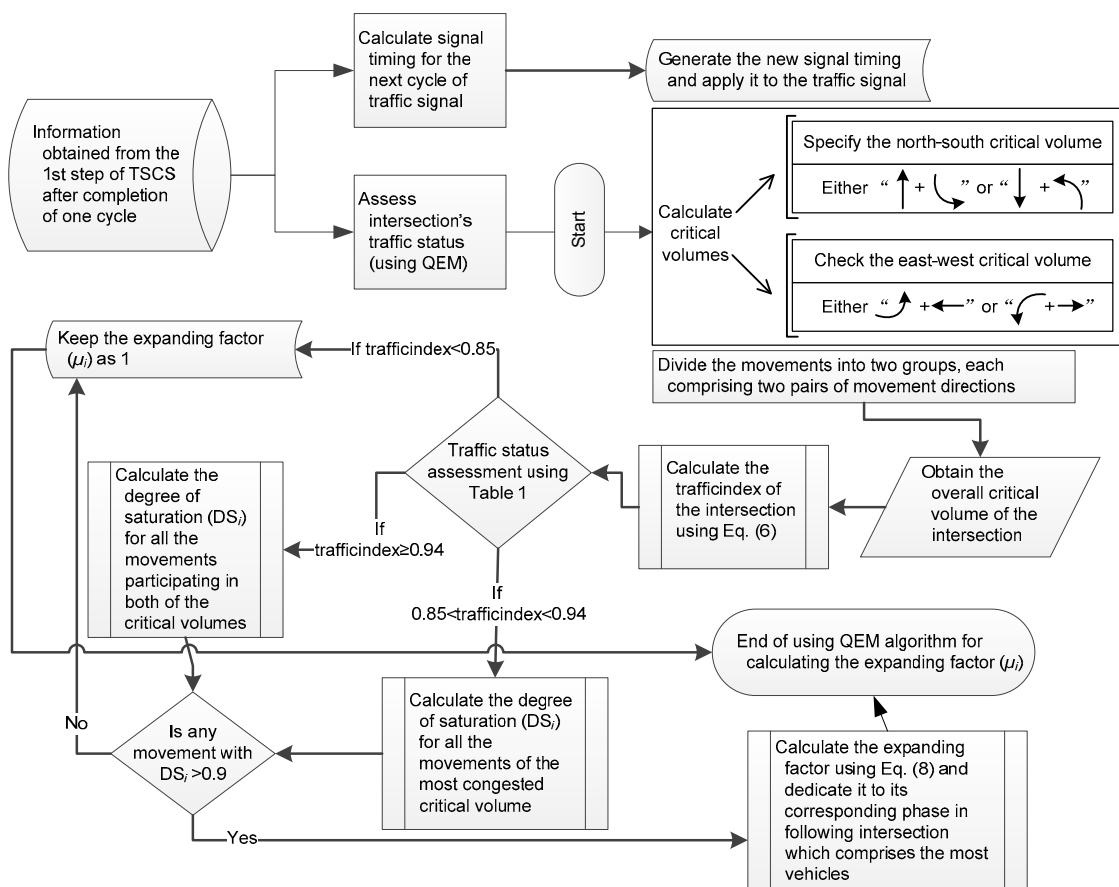 Information
obtained from the
1st step of TSCS
after completion
of one cycle
Calculate signal
timing for the
next cycle of
traffic signal
Generate the new signal timing
and apply it to the traffic signal
Assess
intersection's
traffic status
(using QEM)
Start
Calculate
critical
volumes
Specify the north-south critical volume
Either “ + ” or “ + ”
Check the east-west critical volume
Either “ + ” or “ + ”
Divide the movements into two groups, each
comprising two pairs of movement directions
Obtain the
overall critical
volume of the
intersection
Calculate the
trafficindex of
the intersection
using Eq. (6)
Traffic status
assessment using
Table 1
If trafficindex<0.85
Keep the expanding factor
(μi) as 1
If
trafficindex≥0.94
Calculate the
degree of
saturation (DSi)
for all the
movements
participating in
both of the
critical volumes
If
0.85<trafficindex<0.94
Calculate the degree
of saturation (DSi)
for all the
movements of the
most congested
critical volume
Is any
movement with
DSi >0.9
No
Yes
Calculate the expanding
factor using Eq. (8) and
dedicate it to its
corresponding phase in
following intersection
which comprises the most
vehicles
End of using QEM algorithm for
calculating the expanding factor (μi)